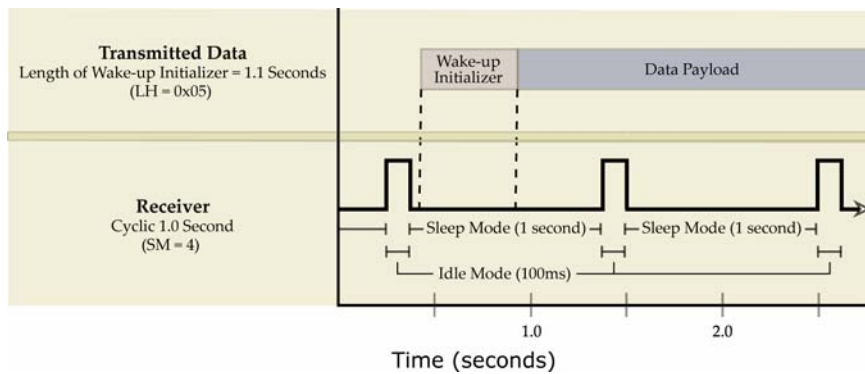 Transmitted Data
Length of Wake-up Initializer = 1.1 Seconds
(LH = 0x05)
Wake-up
Initializer
Data Payload
Receiver
Cyclic 1.0 Second
(SM = 4)
Sleep Mode (1 second)
Sleep Mode (1 second)
Idle Mode (100ms)
1.0
2.0
Time (seconds)